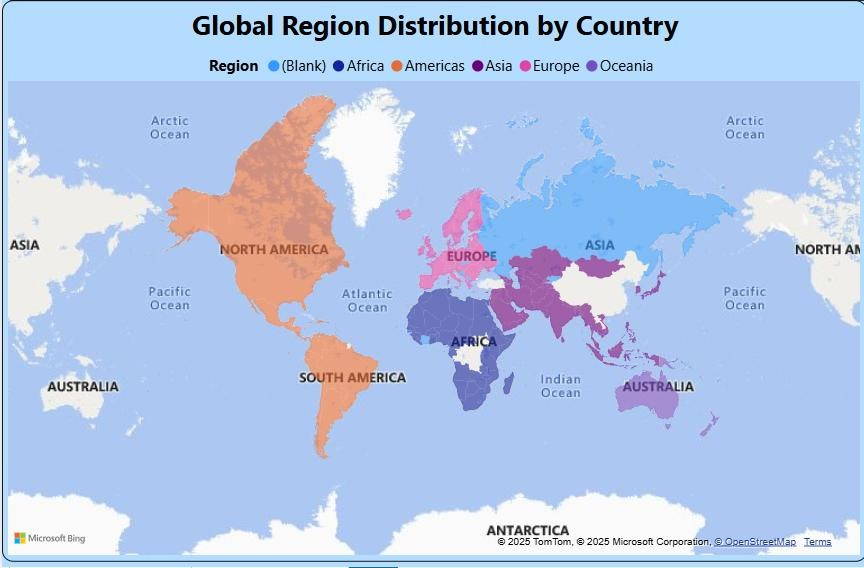 Global Region Distribution by Country
Region (Blank) Africa Americas Asia Europe Oceania
Arctic
Ocean
Arctic
Ocean
ASIA
NORTH AMERICA
EUROPE
ASIA
NORTH AM
Pacific
Ocean
Atlantic
Ocean
Pacific
Ocean
AFRICA
AUSTRALIA
SOUTH AMERICA
Indian
Ocean
AUSTRALIA
ANTARCTICA
Microsoft Bing
© 2025 TomTom, © 2025 Microsoft Corporation, © OpenStreetMap Terms